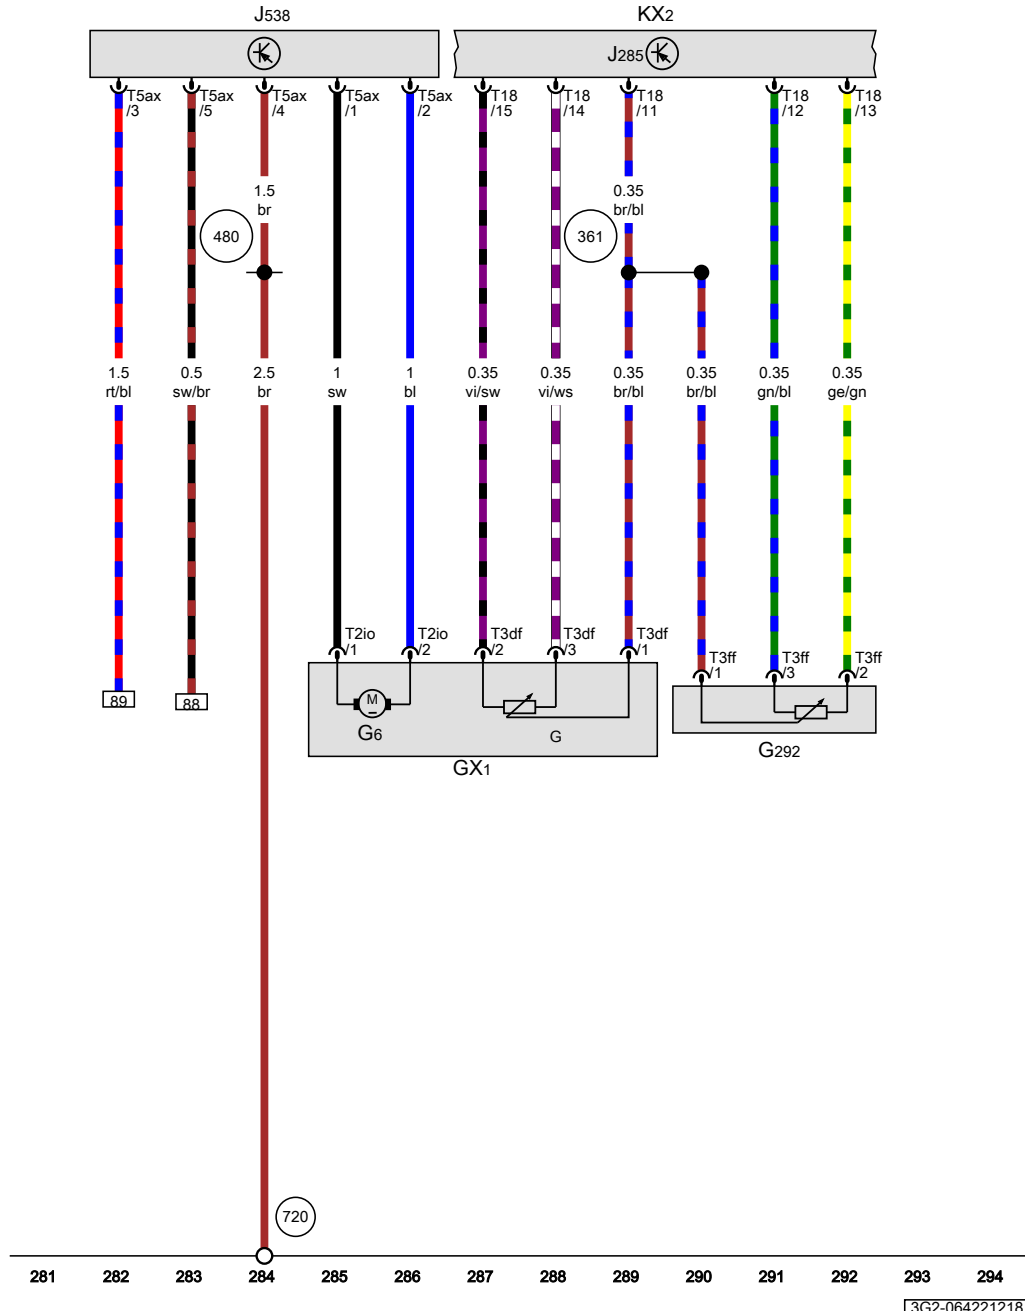 J538
KX2
J285
T5ax
/3
T5ax
/5
T5ax
/4
T5ax
/1
T5ax
/2
T18
/15
T18
/14
T18
/11
T18
/12
T18
/13
1.5
br
0.35
br/bl
480
361
1.5
rt/bl
0.5
sw/br
2.5
br
1
sw
1
bl
0.35
vi/sw
0.35
vi/ws
0.35
br/bl
0.35
br/bl
0.35
gn/bl
0.35
ge/gn
T2io
/1
T2io
/2
T3df
/2
T3df
/3
T3df
/1
T3ff
/1
T3ff
/3
T3ff
/2
89
88
M
G6
G
G292
GX1
720
281 282 283 284 285 286 287 288 289 290 291 292 293 294
3G2-064221218